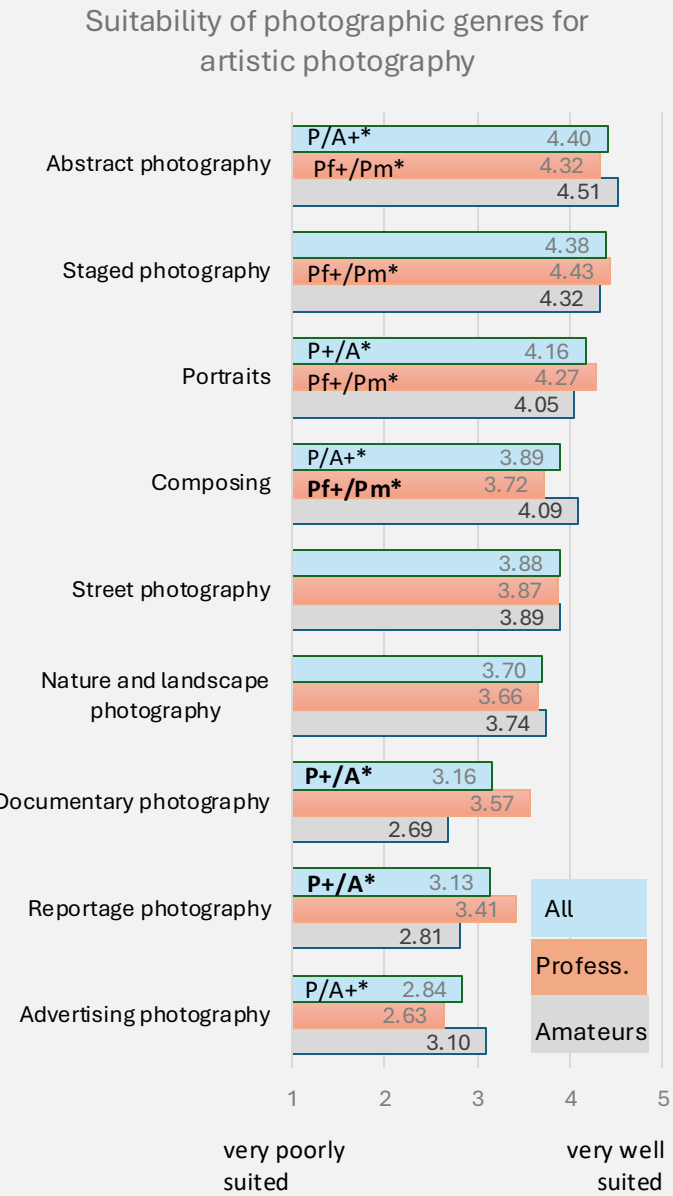 Suitability of photographic genres for
artistic photography
Abstract photography
P/A+* 4.40
Pf+/Pm* 4.32
4.51
Staged photography
4.38
Pf+/Pm* 4.43
4.32
Portraits
P+/A* 4.16
Pf+/Pm* 4.27
4.05
Composing
P/A+* 3.89
Pf+/Pm* 3.72
4.09
Street photography
3.88
3.87
3.89
Nature and landscape
photography
3.70
3.66
3.74
Documentary photography
P+/A* 3.16
3.57
2.69
Reportage photography
P+/A* 3.13
3.41
2.81
Advertising photography
P/A+* 2.84
2.63
3.10
All
Profess.
Amateurs
1 2 3 4 5
very poorly
suited
very well
suited